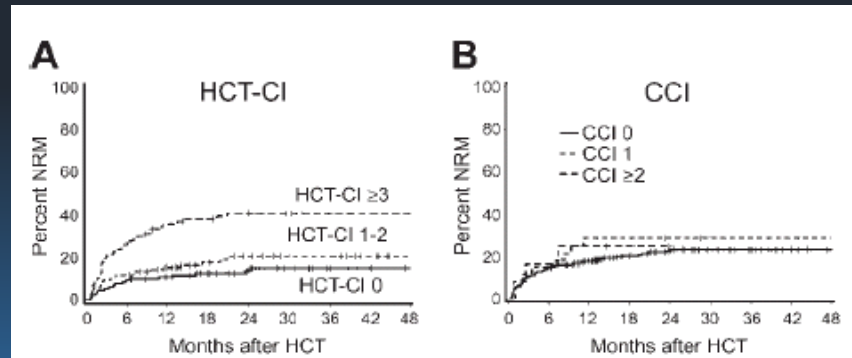 A
HCT-CI
Percent NRM
100
80
60
40
20
0
HCT-CI ≥3
HCT-CI 1-2
HCT-CI 0
0 6 12 18 24 30 36 42 48
Months after HCT
B
CCI
Percent NRM
100
80
60
40
20
0
CCI 0
CCI 1
CCI ≥2
0 6 12 18 24 30 36 42 48
Months after HCT